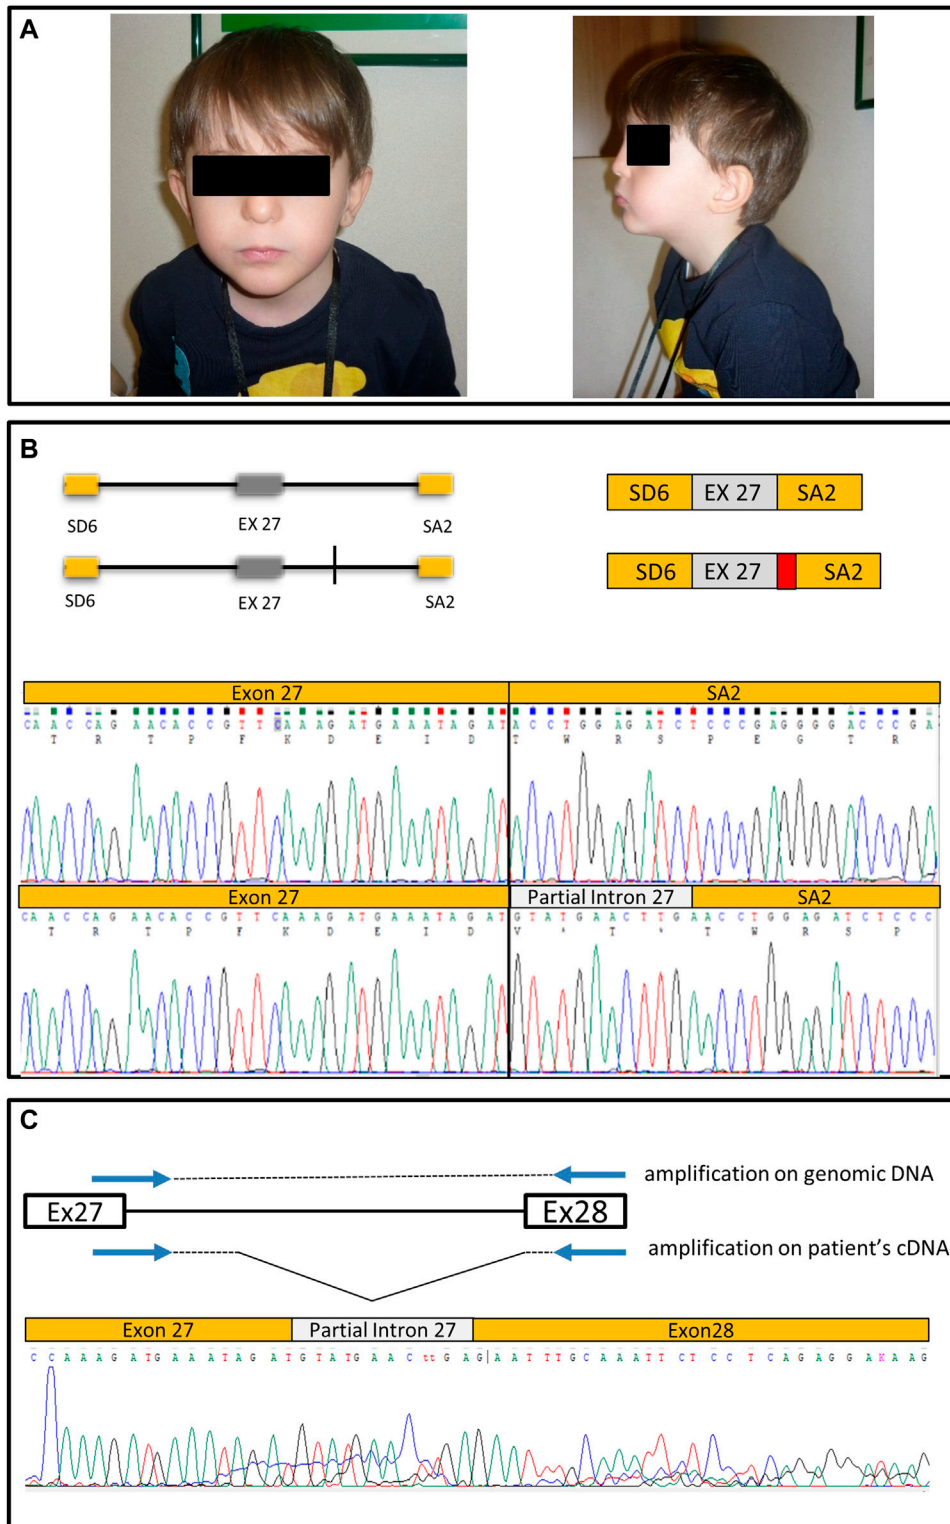 A
B
SD6
EX 27
SA2
SD6
EX 27
SA2
SD6 EX 27 SA2
SD6 EX 27 SA2
Exon 27 SA2
C A A C C A G A A C A C C G T T C A A A G A T G A A A T A G A T A C C T G G A G A T C T C C C G A G G G G A C C C G A
T R T P F K D E I D T W R S P E G T R
Exon 27 Partial Intron 27 SA2
C A A C C A G A A C A C C G T T C A A A G A T G A A A T A G A T G T A T G A A C T T G A A C C T G G A G A T C T C C C
T R T P F K D E I D V * T * T W R S P
C
amplification on genomic DNA
Ex27 Ex28
amplification on patient's cDNA
Exon 27 Partial Intron 27 Exon28
C C A A A G A T G A A A T A G A T G T A T G A A C t t G A G A A T T T G C A A A T T C T C C T C A G A G G A K A A G